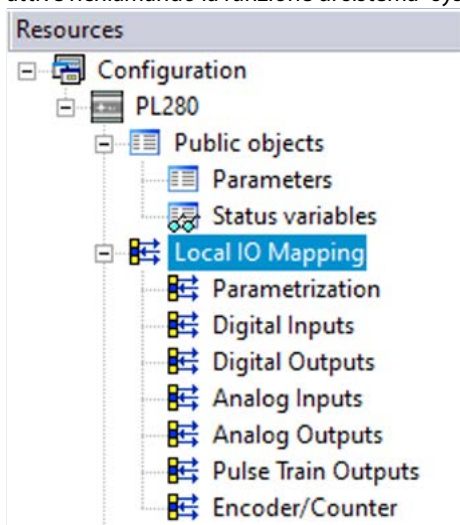 Resources
Configuration
PL280
Public objects
Parameters
Status variables
Local IO Mapping
Parametrization
Digital Inputs
Digital Outputs
Analog Inputs
Analog Outputs
Pulse Train Outputs
Encoder/Counter